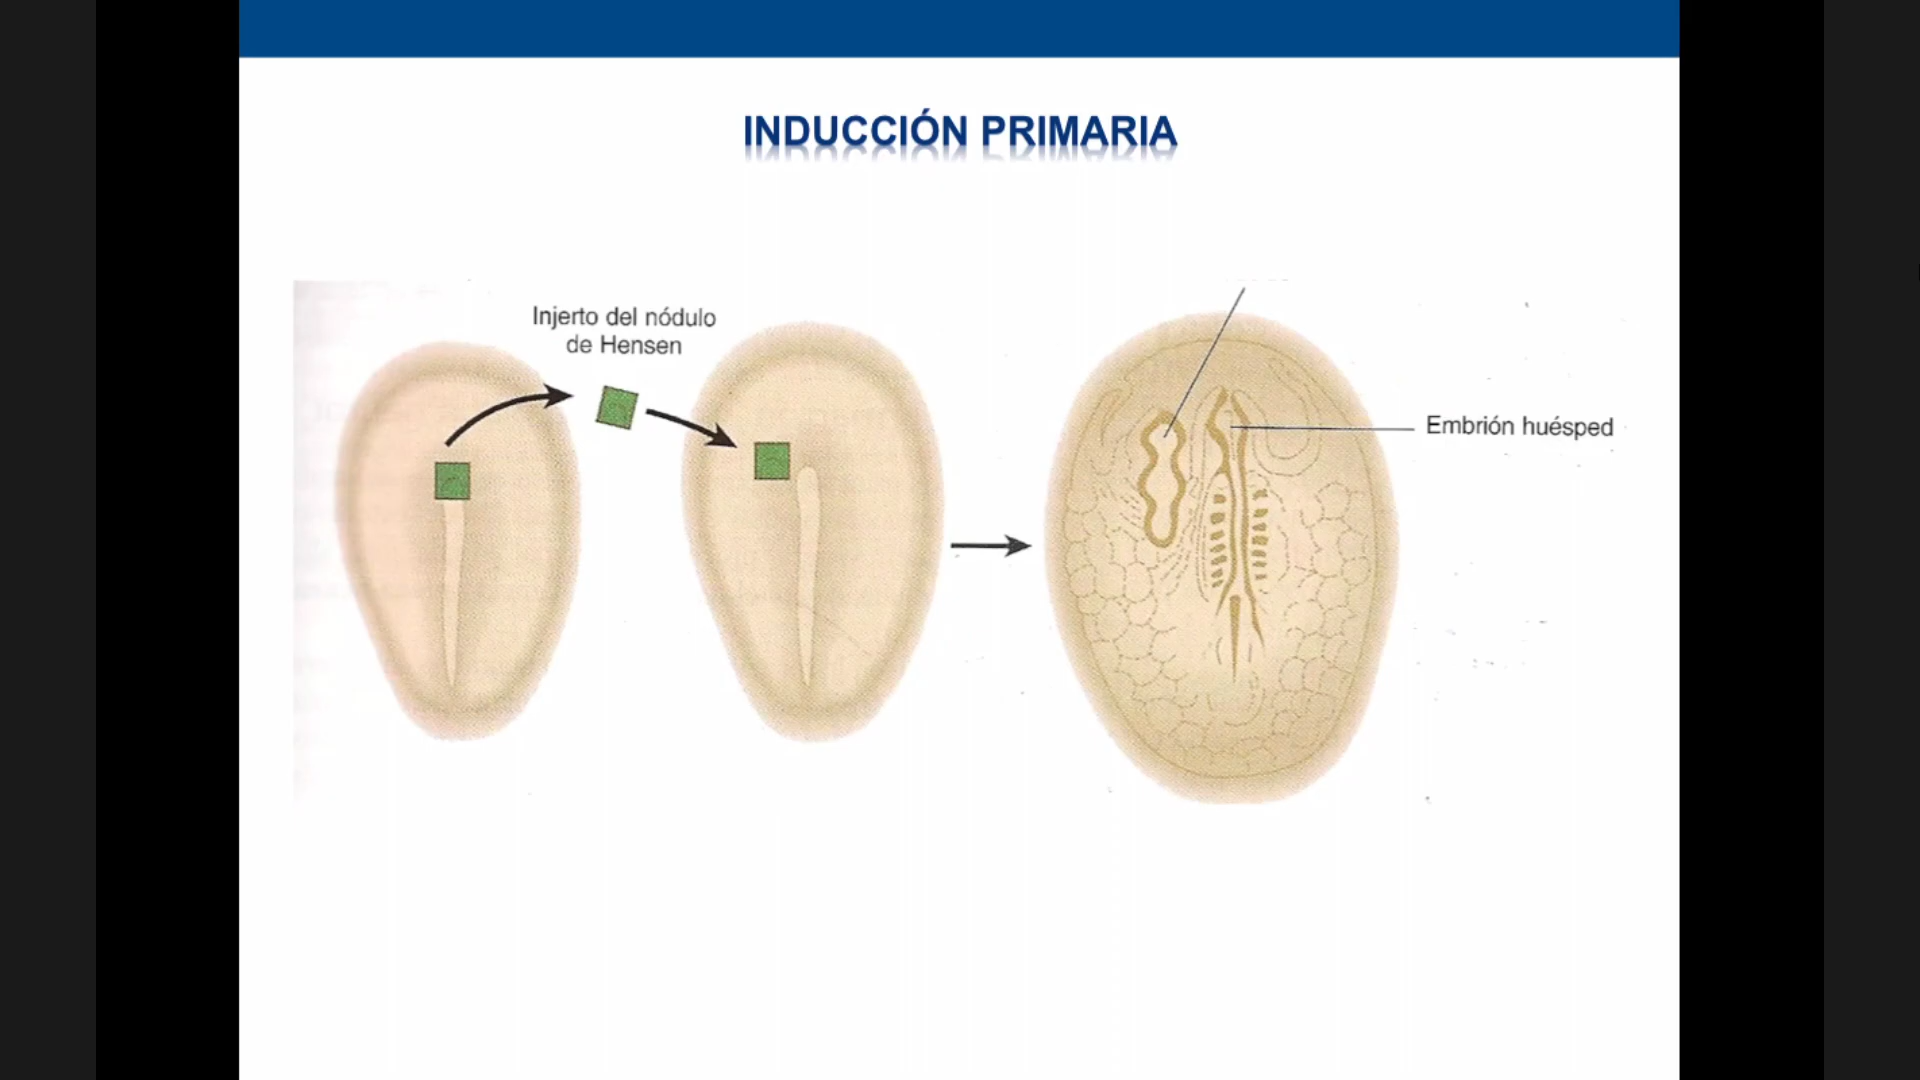 INDUCCIÓN PRIMARIA
Injerto del nódulo
de Hensen
Embrión huésped